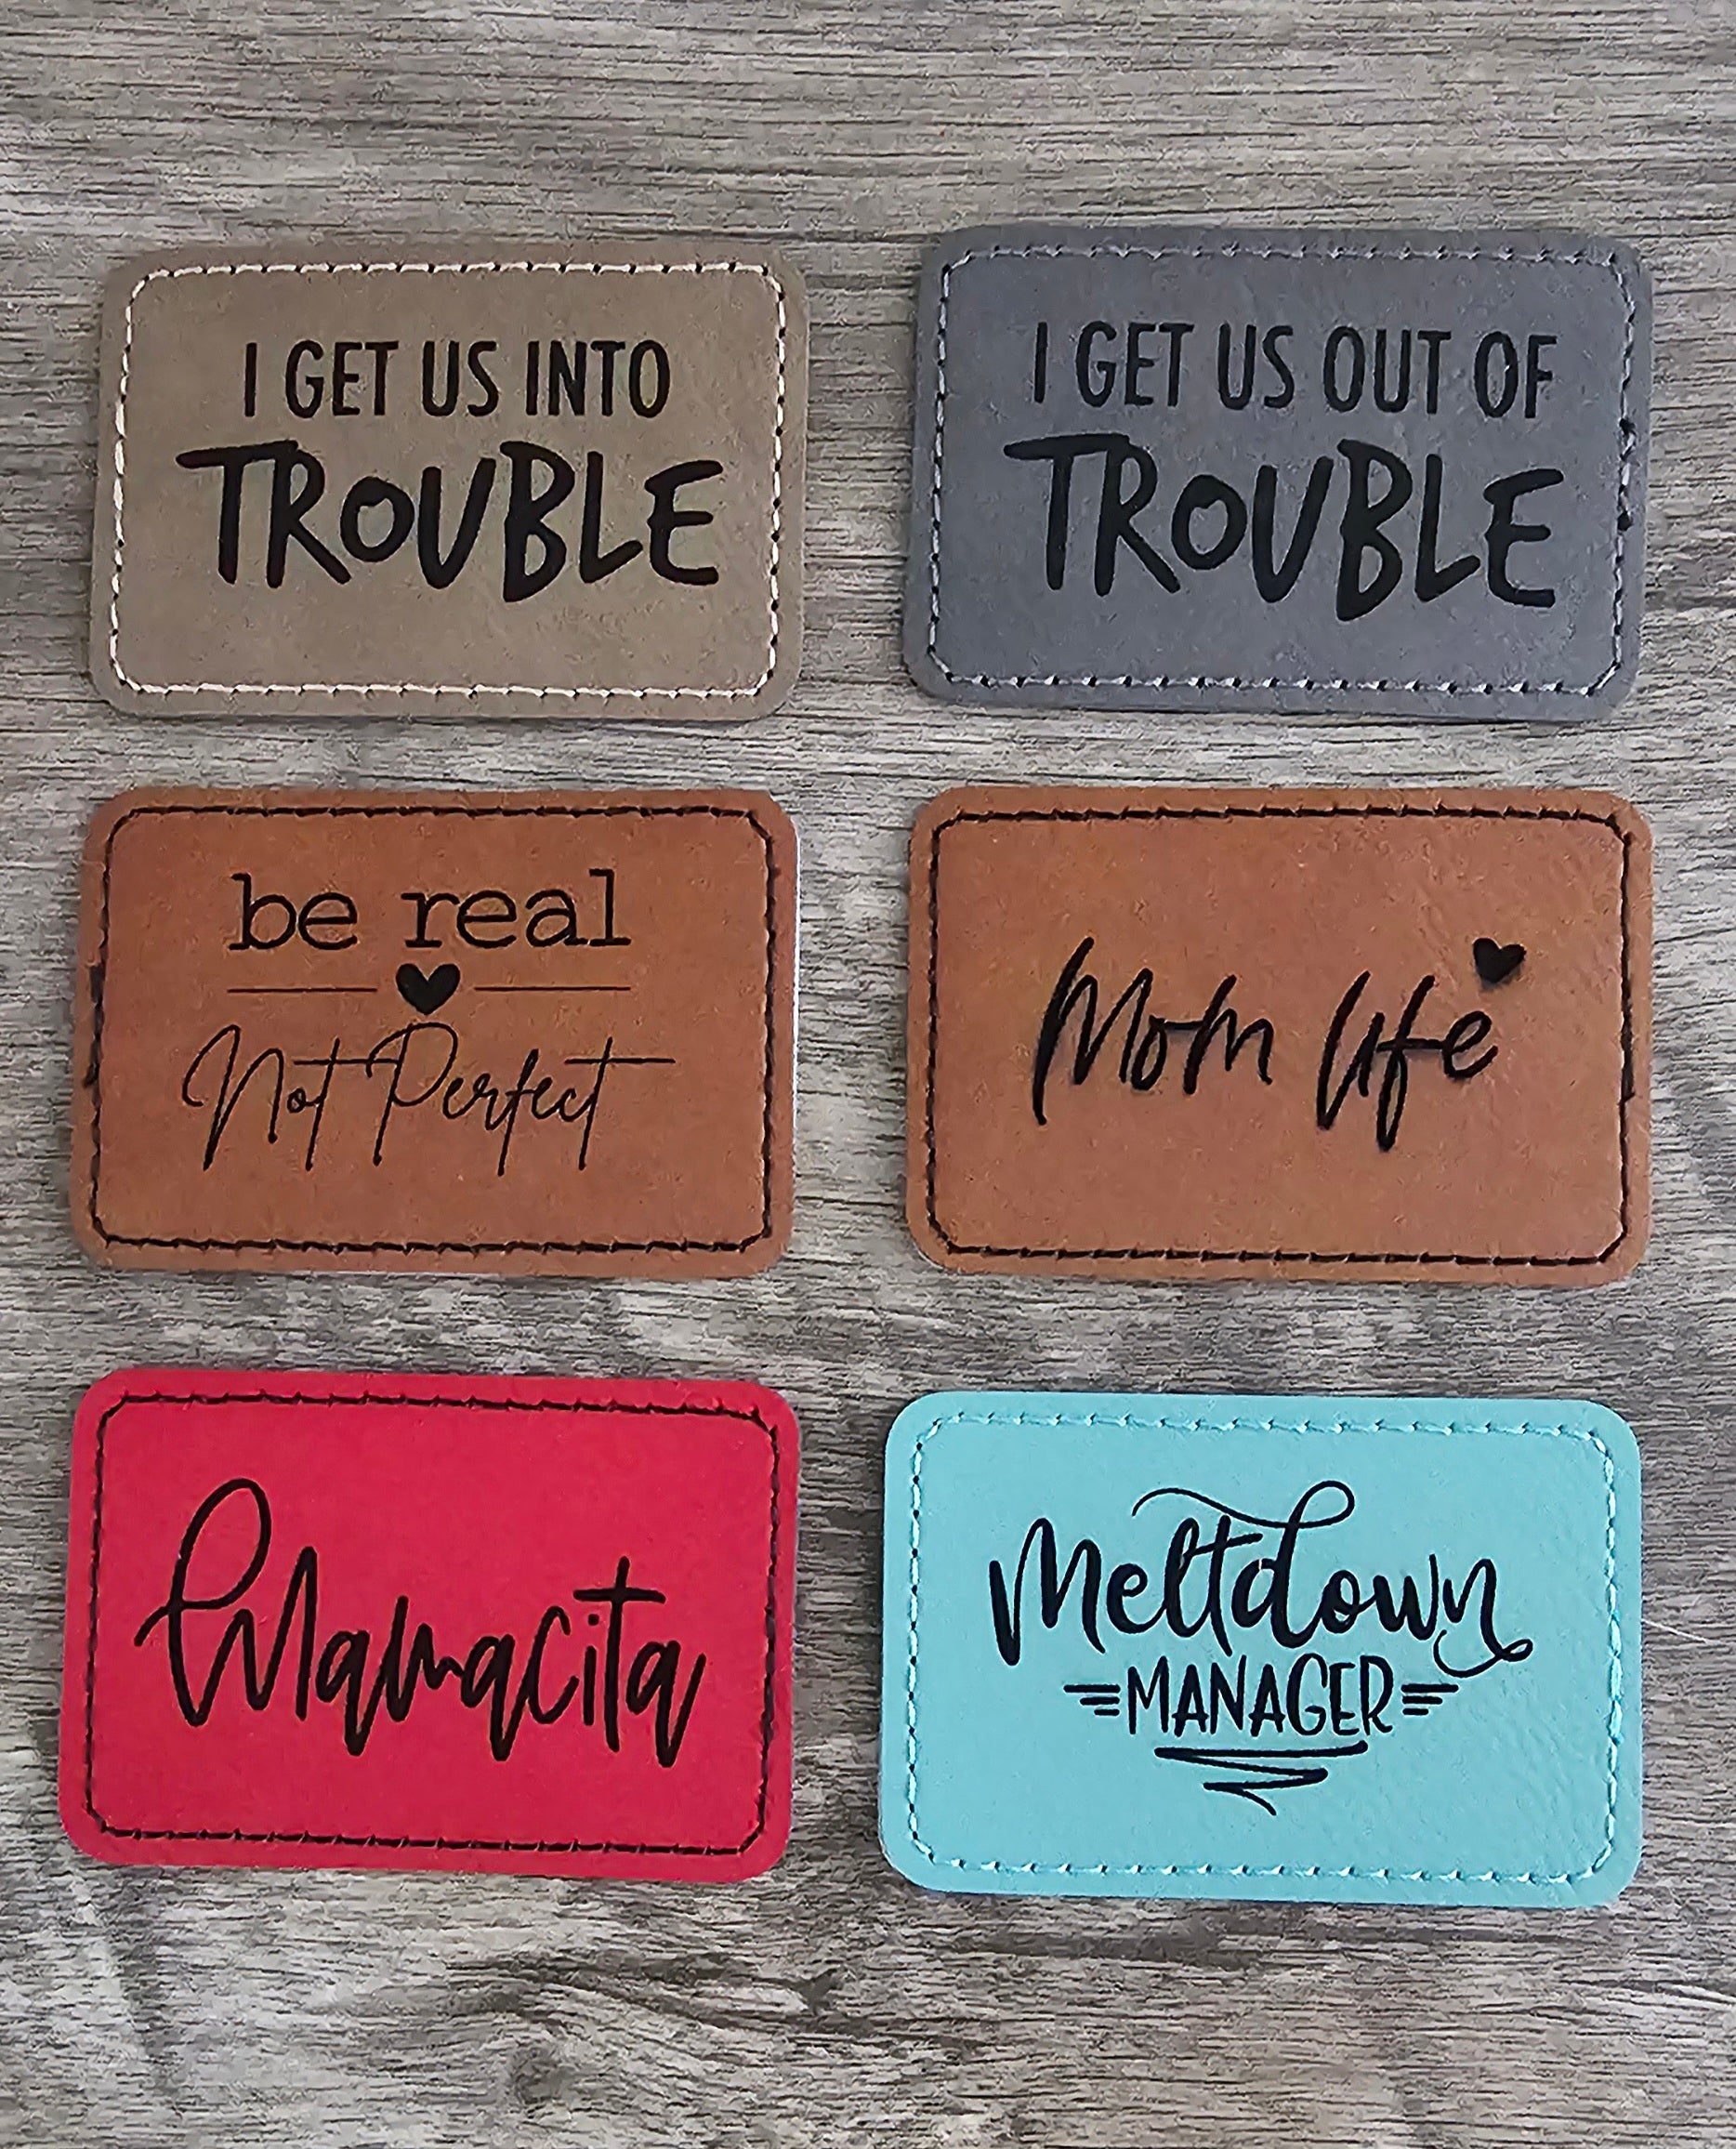 I GET US INTO
TROUBLE
I GET US OUT OF
TROUBLE
be real
Not Perfect
Mom life
Mamacita
Meltdown
MANAGER